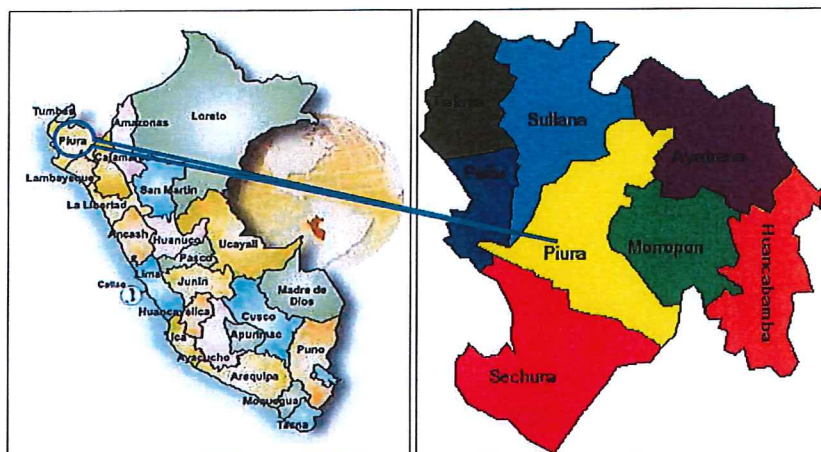 Tumbes
Piura
Amazonas
Loreto
Cajamarca
Lambayeque
San Martin
La Libertad
Ancash
Huanuco
Ucayali
Pasco
Lima
Junin
Callao
Madre de
Dios
Huancavelica
Cusco
Ica
Apurimac
Ayacucho
Puno
Arequipa
Moquegua
Tacna
Talara
Sullana
Paita
Ayabaca
Piura
Morropon
Huancabamba
Sechura